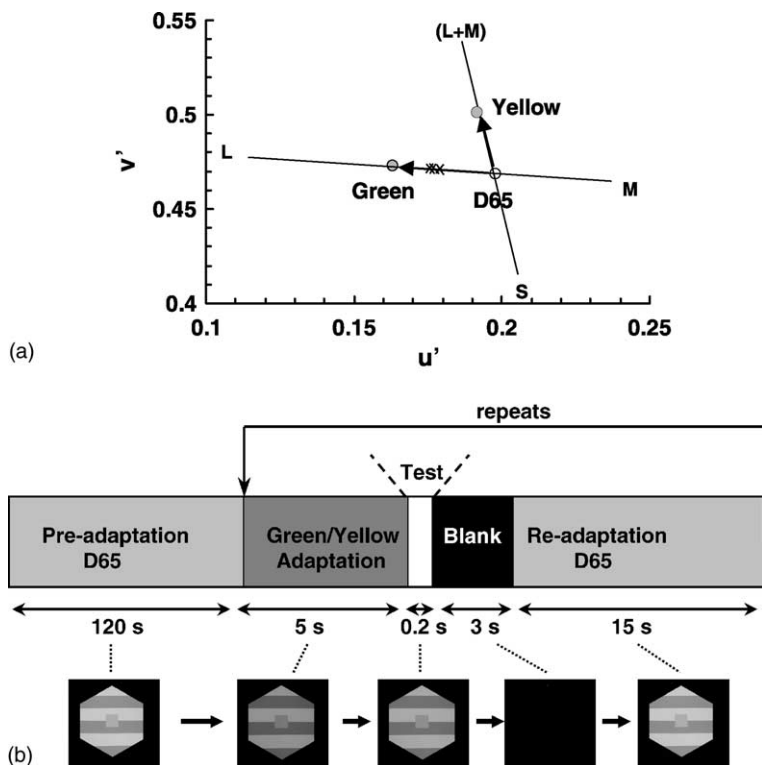 0.55
(L+M)
0.5
Yellow
v'
L
Green
D65
M
0.45
S
0.4
0.1
0.15
0.2
0.25
u'
(a)
repeats
Test
Pre-adaptation
D65
Green/Yellow
Adaptation
Blank
Re-adaptation
D65
120 s
5 s
0.2 s
3 s
15 s
(b)